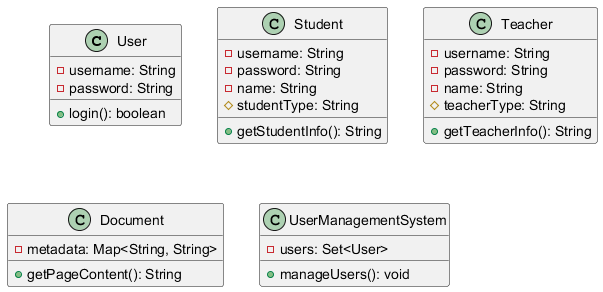 C User
username: String
password: String
login(): boolean
C Student
username: String
password: String
name: String
studentType: String
getStudentInfo(): String
C Teacher
username: String
password: String
name: String
teacherType: String
getTeacherInfo(): String
C Document
metadata: Map<String, String>
getPageContent(): String
C UserManagementSystem
users: Set<User>
manageUsers(): void